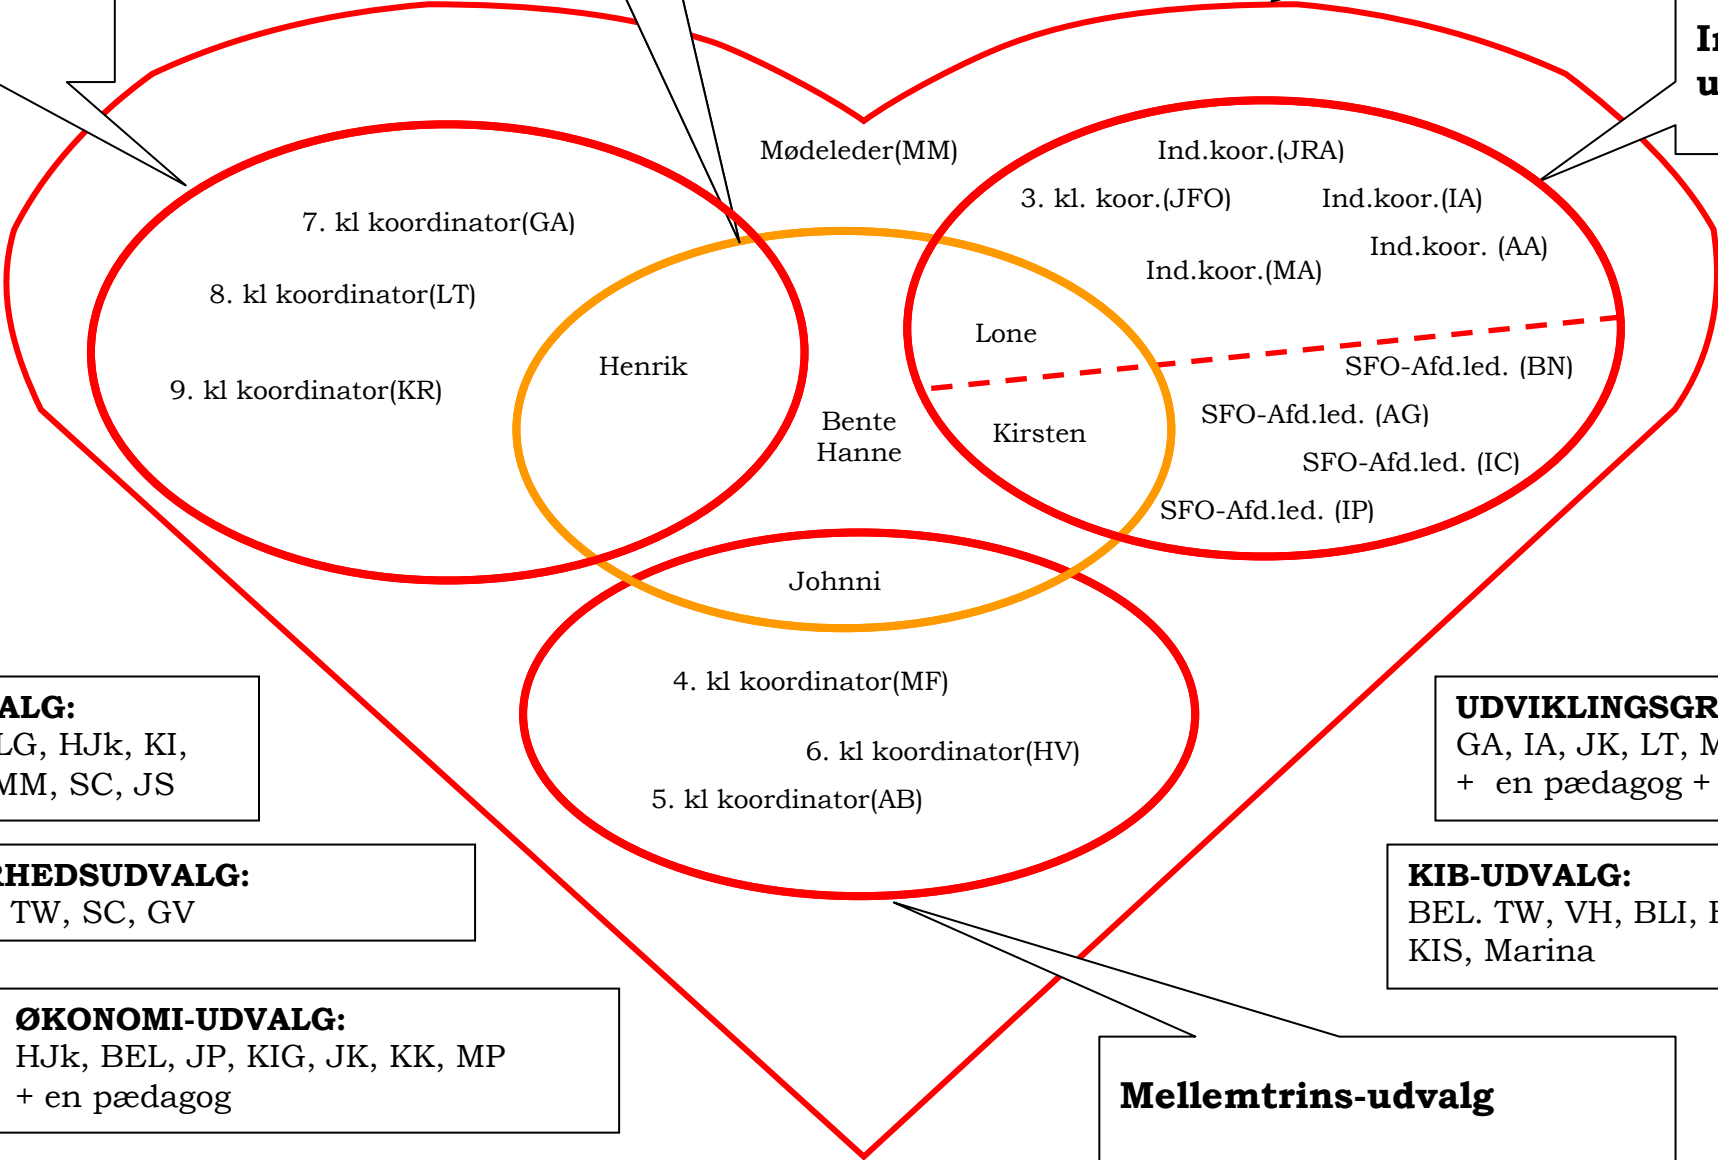 In
u
Mødeleder(MM)
Ind.koor.(JRA)
3. kl. koor.(JFO)
Ind.koor.(IA)
7. kl koordinator(GA)
Ind.koor. (AA)
Ind.koor.(MA)
8. kl koordinator(LT)
Lone
Henrik
SFO-Afd.led. (BN)
9. kl koordinator(KR)
SFO-Afd.led. (AG)
Bente
Hanne
Kirsten
SFO-Afd.led. (IC)
SFO-Afd.led. (IP)
Johnni
4. kl koordinator(MF)
6. kl koordinator(HV)
5. kl koordinator(AB)
ALG:
LG, HJk, KI,
MM, SC, JS
UDVIKLINGSGR
GA, IA, JK, LT, M
+ en pædagog +
RHEDSUDVALG:
TW, SC, GV
KIB-UDVALG:
BEL. TW, VH, BLI,
KIS, Marina
ØKONOMI-UDVALG:
HJk, BEL, JP, KIG, JK, KK, MP
+ en pædagog
Mellemtrins-udvalg